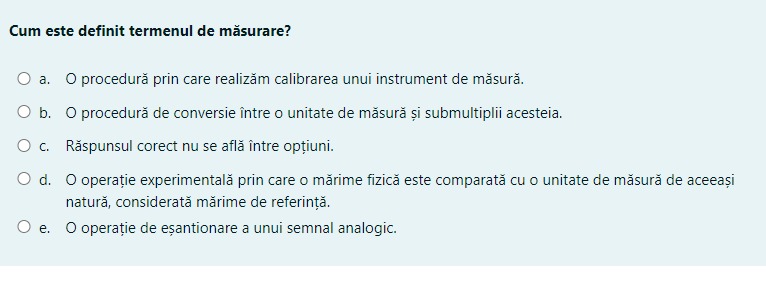 Cum este definit termenul de măsurare?
a. O procedură prin care realizăm calibrarea unui instrument de măsură.
b. O procedură de conversie între o unitate de măsură și submultiplii acesteia.
c. Răspunsul corect nu se află între opțiuni.
d. O operație experimentală prin care o mărime fizică este comparată cu o unitate de măsură de aceeași
natură, considerată mărime de referință.
e. O operație de eșantionare a unui semnal analogic.